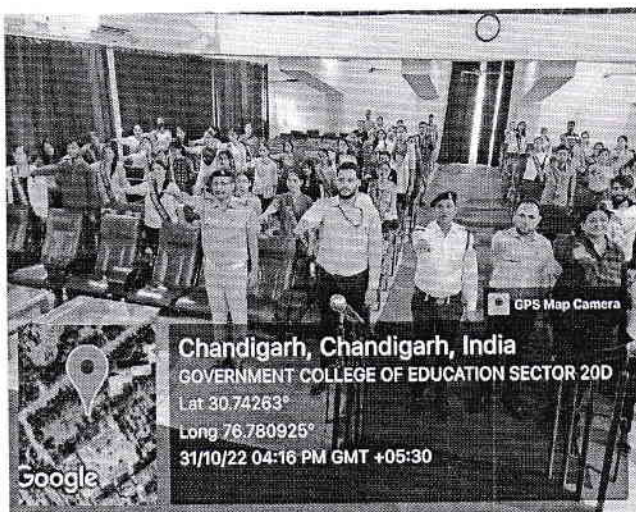 GPS Map Camera
Chandigarh, Chandigarh, India
GOVERNMENT COLLEGE OF EDUCATION SECTOR 20D
Lat 30.74263°
Long 76.780925°
31/10/22 04:16 PM GMT +05:30
Google